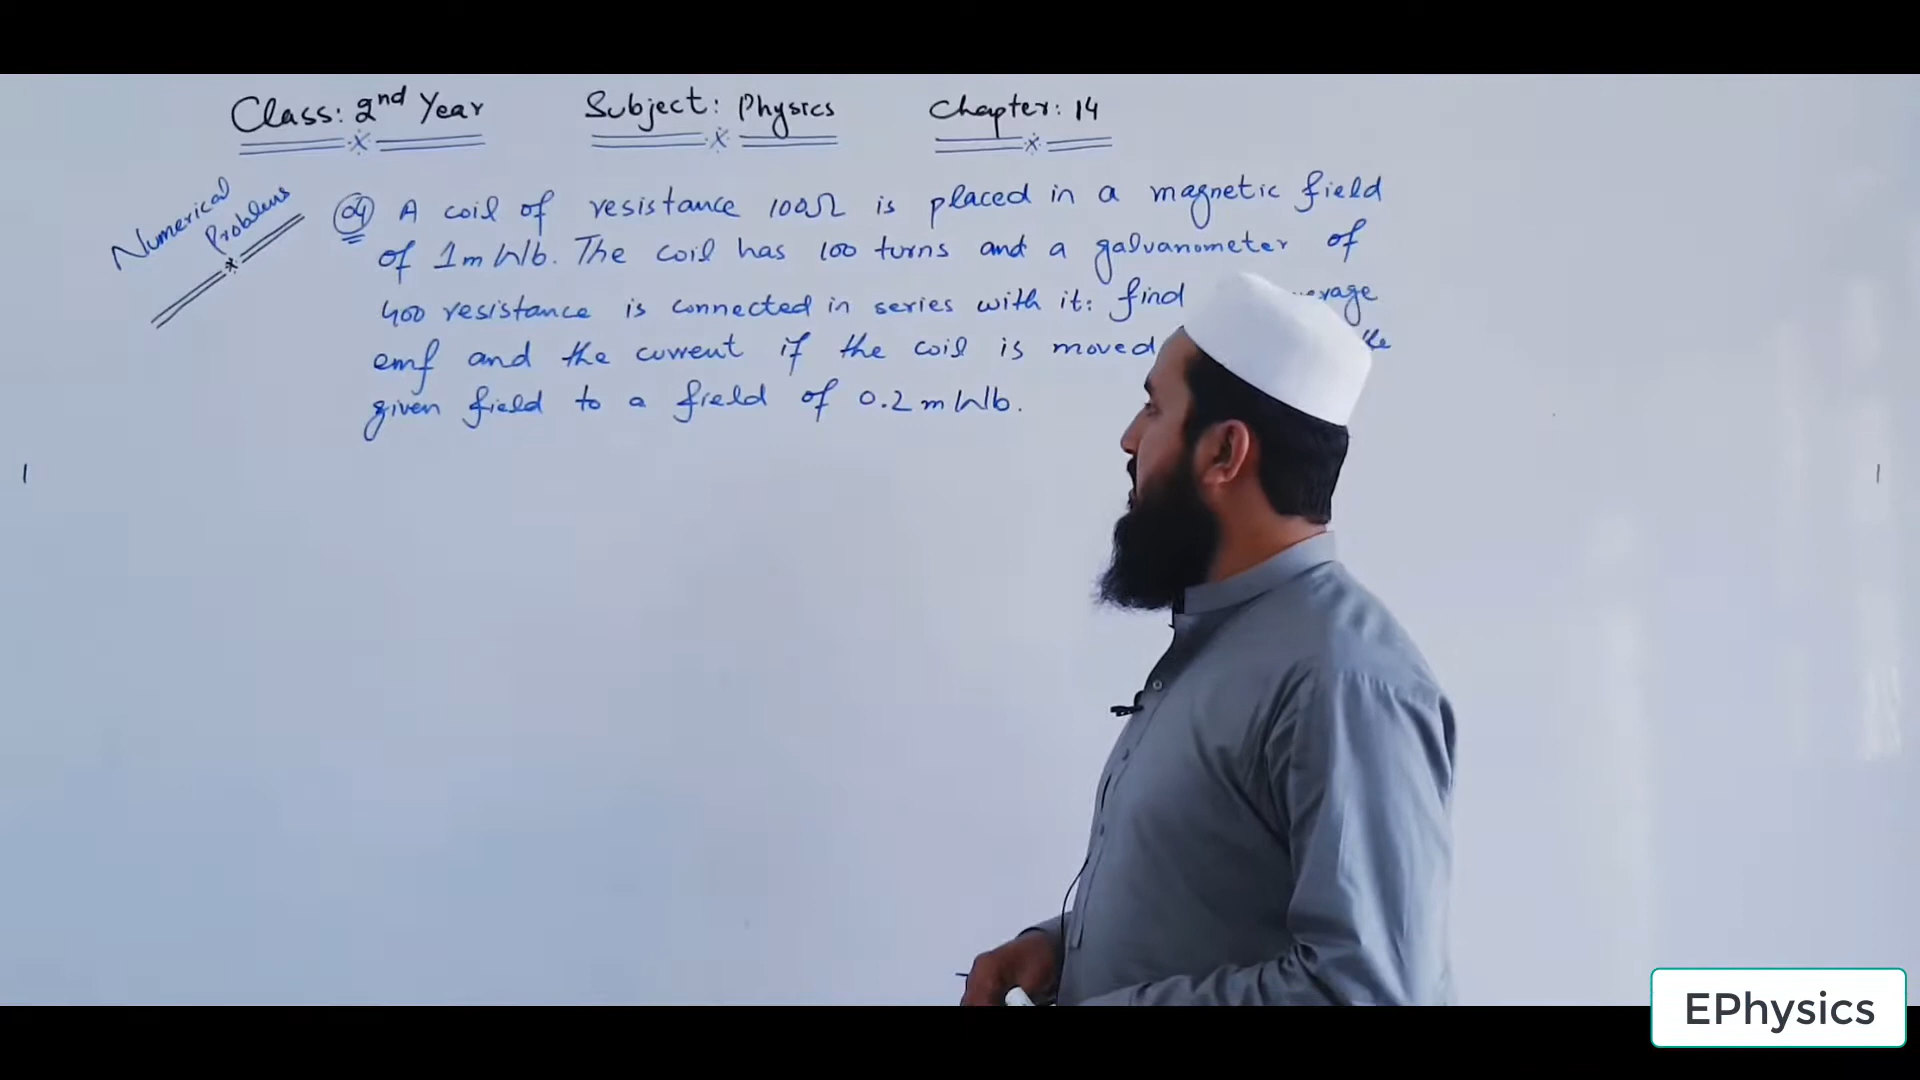 Class: 2nd Year Subject: Physics Chapter: 14
Numerical
Problems
Q4 A coil of resistance 100Ω is placed in a magnetic field
of 1mWb. The coil has 100 turns and a galvanometer of
400 resistance is connected in series with it: find
emf and the current if the coil is moved
given field to a field of 0.2mWb.
EPhysics